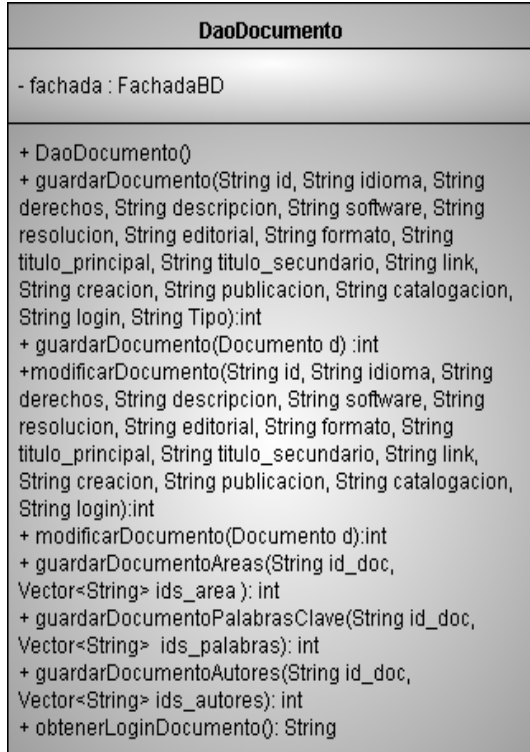 DaoDocumento
- fachada : FachadaBD
+ DaoDocumento()
+ guardarDocumento(String id, String idioma, String
derechos, String descripcion, String software, String
resolucion, String editorial, String formato, String
titulo_principal, String titulo_secundario, String link,
String creacion, String publicacion, String catalogacion,
String login, String Tipo):int
+ guardarDocumento(Documento d) :int
+modificarDocumento(String id, String idioma, String
derechos, String descripcion, String software, String
resolucion, String editorial, String formato, String
titulo_principal, String titulo_secundario, String link,
String creacion, String publicacion, String catalogacion,
String login):int
+ modificarDocumento(Documento d):int
+ guardarDocumentoAreas(String id_doc,
Vector<String> ids_area ): int
+ guardarDocumentoPalabrasClave(String id_doc,
Vector<String>  ids_palabras): int
+ guardarDocumentoAutores(String id_doc,
Vector<String> ids_autores): int
+ obtenerLoginDocumento(): String